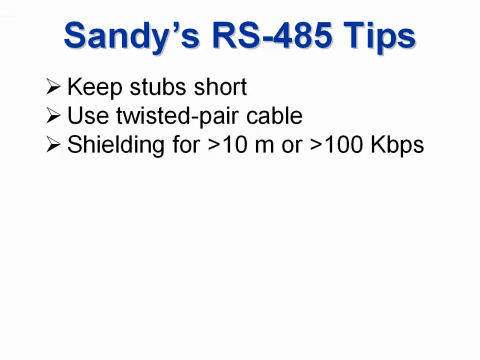 Sandy's RS-485 Tips
➢ Keep stubs short
➢ Use twisted-pair cable
➢ Shielding for >10 m or >100 Kbps